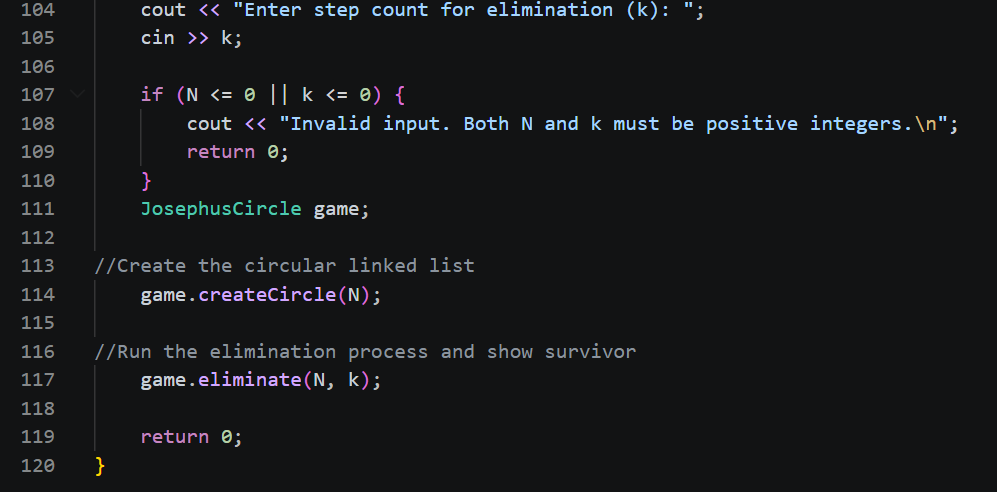 104 cout << "Enter step count for elimination (k): ";
105 cin >> k;
106
107 if (N <= 0 || k <= 0) {
108 cout << "Invalid input. Both N and k must be positive integers.\n";
109 return 0;
110 }
111 JosephusCircle game;
112
113 //Create the circular linked list
114 game.createCircle(N);
115
116 //Run the elimination process and show survivor
117 game.eliminate(N, k);
118
119 return 0;
120 }